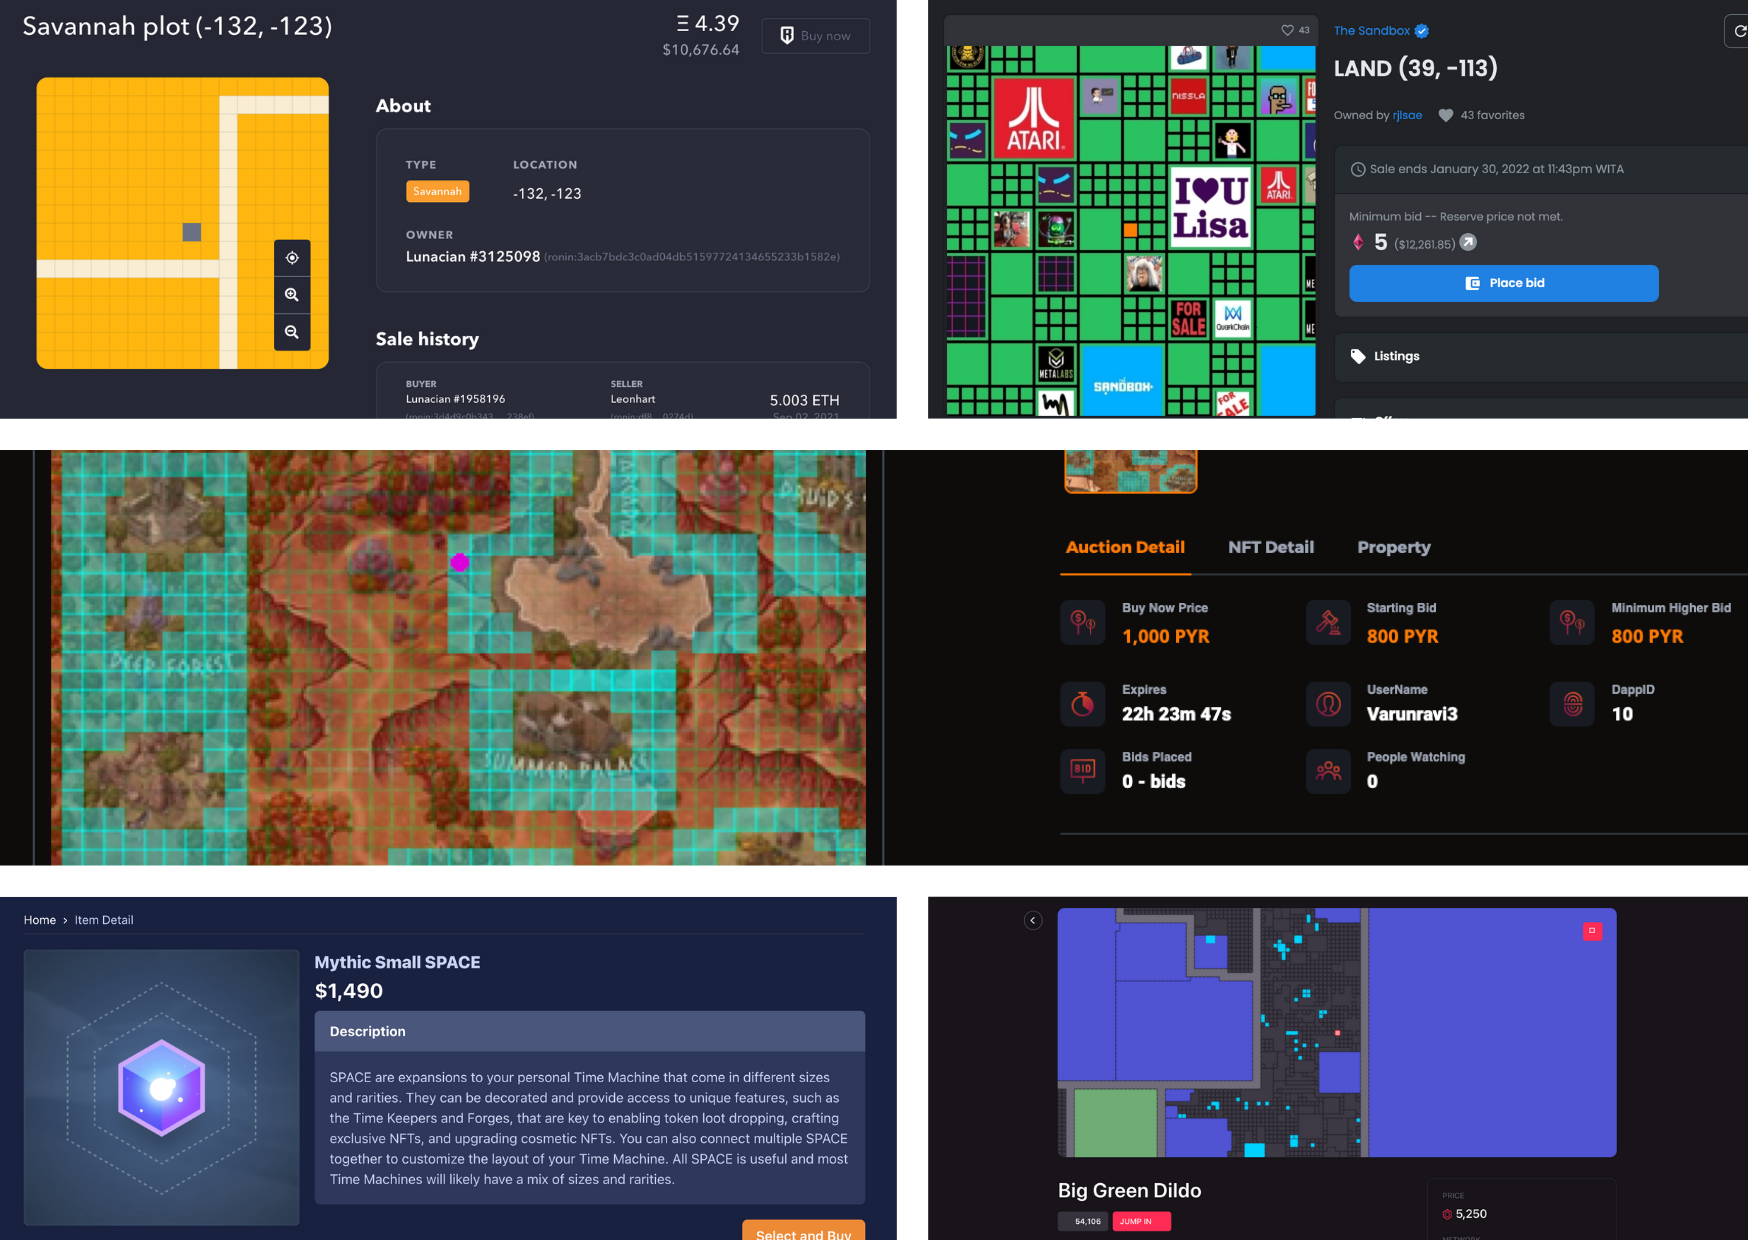 Savannah plot (-132, -123)
Ξ 4.39
$10,676.64
Buy now
About
TYPE
LOCATION
Savannah
-132, -123
OWNER
Lunacian #3125098 (ronin:3acb7bdc3c0ad04db51597724134655233b1582e)
Sale history
BUYER
SELLER
Lunacian #1958196
Leonhart
5.003 ETH
Sep 02, 2021
43
ATARI
NISSLA
I ♥ U
Lisa
ATARI
FOR
SALE
QuarkChain
METALABS
SANDBOX
FOR
SALE
The Sandbox
LAND (39, -113)
Owned by rjlsae
43 favorites
Sale ends January 30, 2022 at 11:43pm WITA
Minimum bid -- Reserve price not met.
5 ($12,261.85)
Place bid
Listings
DRUID'S
DEEP FOREST
SUMMER PALACE
Auction Detail
NFT Detail
Property
Buy Now Price
1,000 PYR
Starting Bid
800 PYR
Minimum Higher Bid
800 PYR
Expires
22h 23m 47s
UserName
Varunravi3
DappID
10
BID
Bids Placed
0 - bids
People Watching
0
Home › Item Detail
Mythic Small SPACE
$1,490
Description
SPACE are expansions to your personal Time Machine that come in different sizes
and rarities. They can be decorated and provide access to unique features, such as
the Time Keepers and Forges, that are key to enabling token loot dropping, crafting
exclusive NFTs, and upgrading cosmetic NFTs. You can also connect multiple SPACE
together to customize the layout of your Time Machine. All SPACE is useful and most
Time Machines will likely have a mix of sizes and rarities.
Select and Buy
Big Green Dildo
54,106
JUMP IN
PRICE
5,250